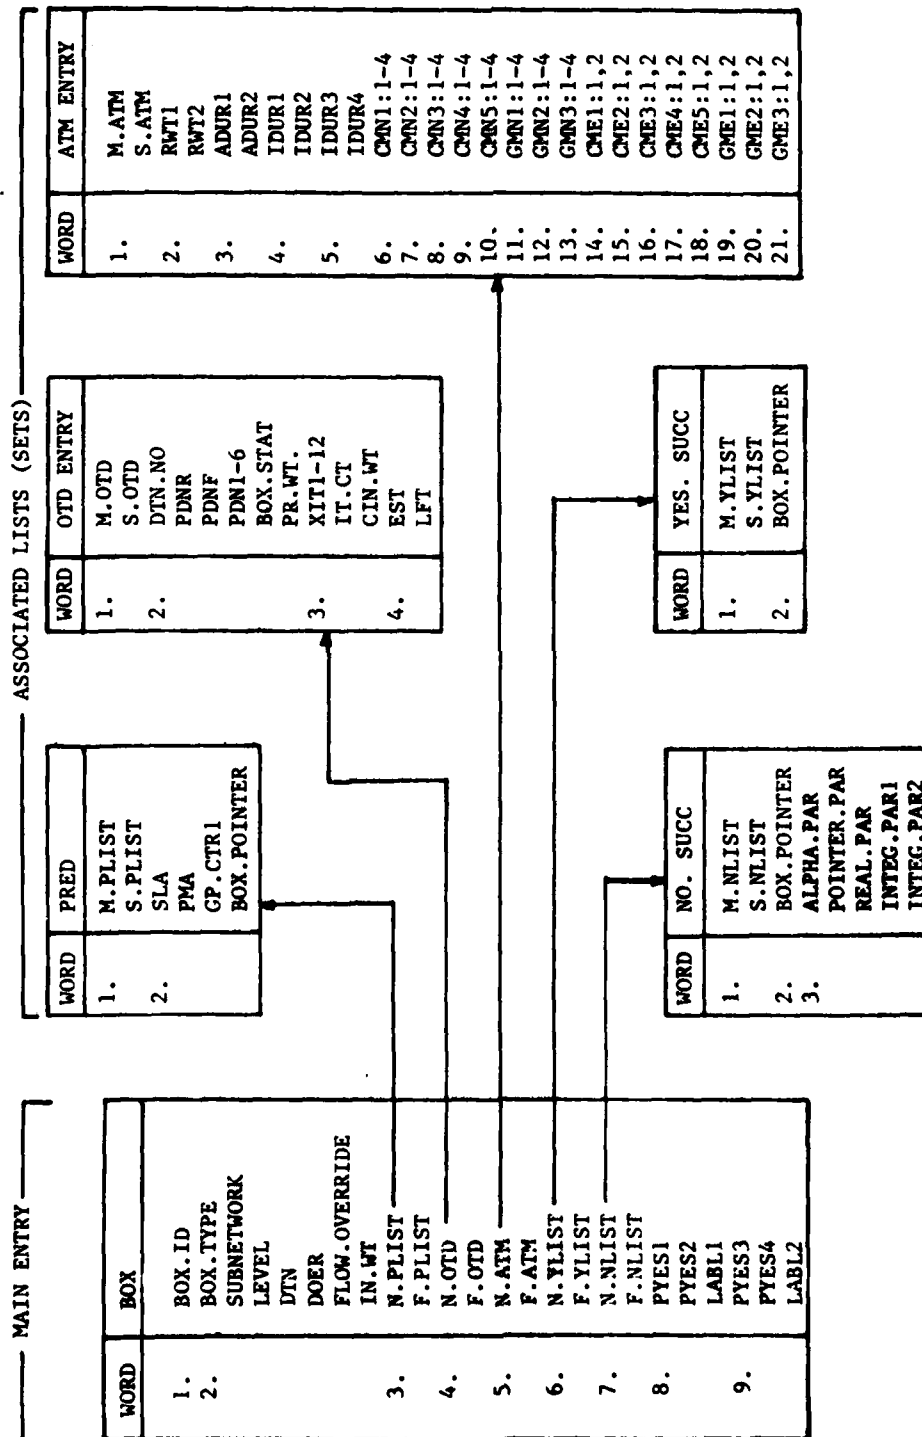 MAIN ENTRY
WORD BOX
1. BOX.ID
2. BOX.TYPE
SUBNETWORK
LEVEL
DTN
DOER
FLOW.OVERRIDE
IN.WT
3. N.PLIST
F.PLIST
4. N.OTD
F.OTD
5. N.ATM
F.ATM
6. N.YLIST
F.YLIST
7. N.NLIST
F.NLIST
8. PYES1
PYES2
LABL1
9. PYES3
PYES4
LABL2
ASSOCIATED LISTS (SETS)
WORD PRED
1. M.PLIST
S.PLIST
2. SLA
PMA
GP.CTR1
BOX.POINTER
WORD OTD ENTRY
1. M.OTD
S.OTD
2. DTN.NO
PDNR
PDNF
PDN1-6
BOX.STAT
PR.WT.
3. XIT1-12
IT.CT
CIN.WT
4. EST
LFT
WORD ATM ENTRY
1. M.ATM
S.ATM
2. RWT1
RWT2
3. ADUR1
ADUR2
4. IDUR1
IDUR2
5. IDUR3
IDUR4
6. CMN1:1-4
7. CMN2:1-4
8. CMN3:1-4
9. CMN4:1-4
10. CMN5:1-4
11. GMN1:1-4
12. GMN2:1-4
13. GMN3:1-4
14. CME1:1,2
15. CME2:1,2
16. CME3:1,2
17. CME4:1,2
18. CME5:1,2
19. GME1:1,2
20. GME2:1,2
21. GME3:1,2
WORD NO. SUCC
1. M.NLIST
S.NLIST
2. BOX.POINTER
3. ALPHA.PAR
POINTER.PAR
REAL.PAR
INTEG.PAR1
INTEG.PAR2
WORD YES. SUCC
1. M.YLIST
S.YLIST
2. BOX.POINTER